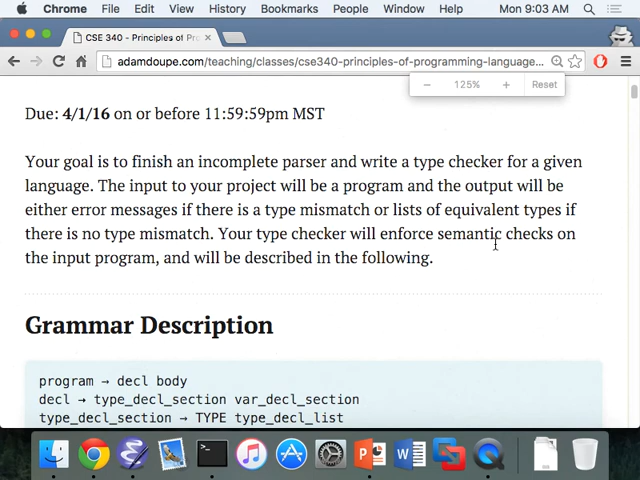 Chrome File Edit View History Bookmarks People Window Help Mon 9:03 AM
CSE 340 - Principles of Pro
adamdoupe.com/teaching/classes/cse340-principles-of-programming-language...
125% Reset
Due: 4/1/16 on or before 11:59:59pm MST
Your goal is to finish an incomplete parser and write a type checker for a given
language. The input to your project will be a program and the output will be
either error messages if there is a type mismatch or lists of equivalent types if
there is no type mismatch. Your type checker will enforce semantic checks on
the input program, and will be described in the following.
Grammar Description
program → decl body
decl → type_decl_section var_decl_section
type_decl_section → TYPE type_decl_list